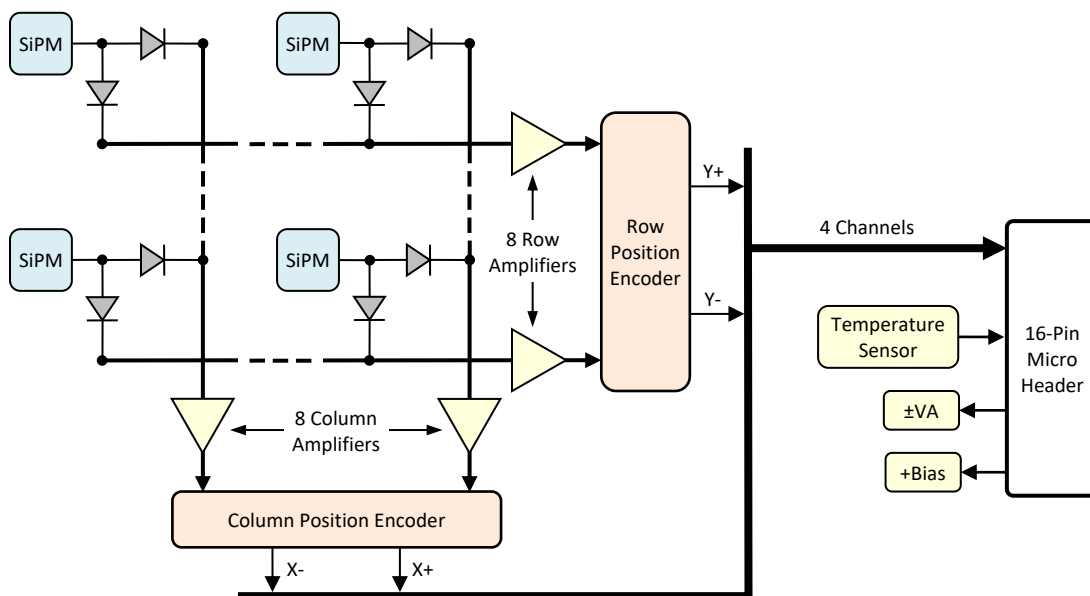 SiPM
SiPM
SiPM
SiPM
8 Row
Amplifiers
Row
Position
Encoder
Y+
Y-
4 Channels
Temperature
Sensor
16-Pin
Micro
Header
±VA
+Bias
8 Column
Amplifiers
Column Position Encoder
X-
X+